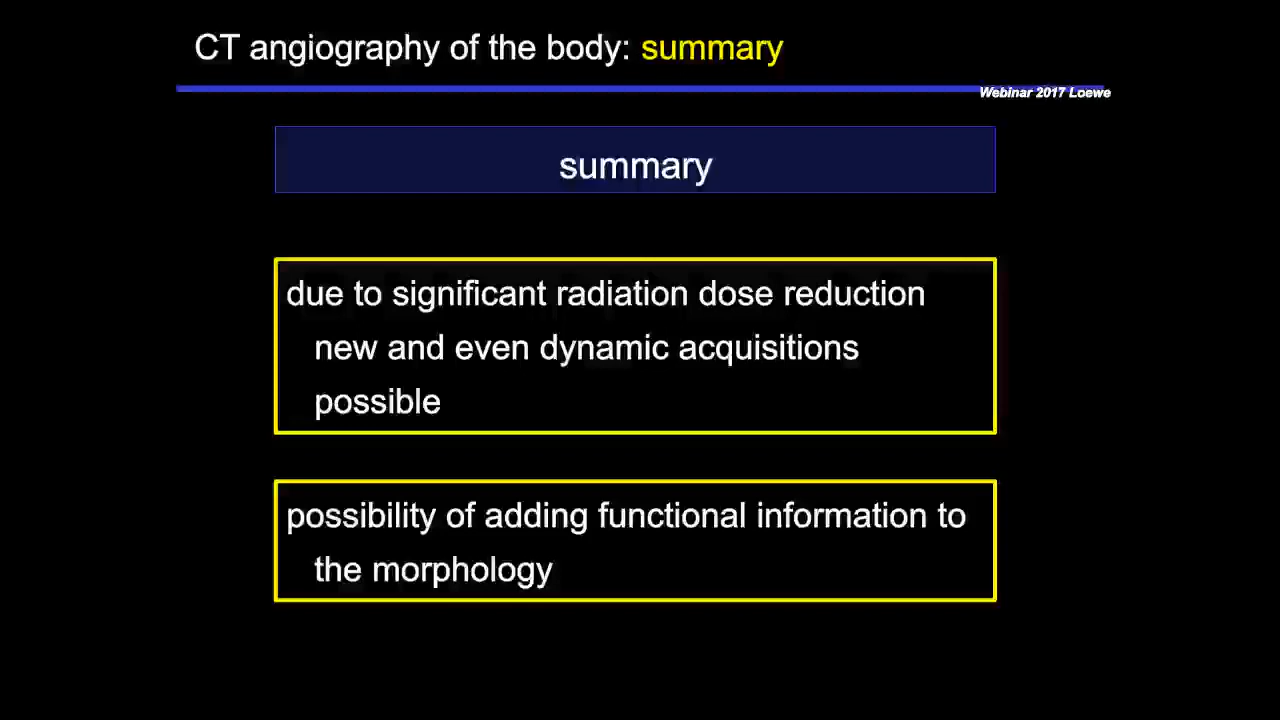 CT angiography of the body: summary
Webinar 2017 Loewe
summary
due to significant radiation dose reduction
new and even dynamic acquisitions
possible
possibility of adding functional information to
the morphology